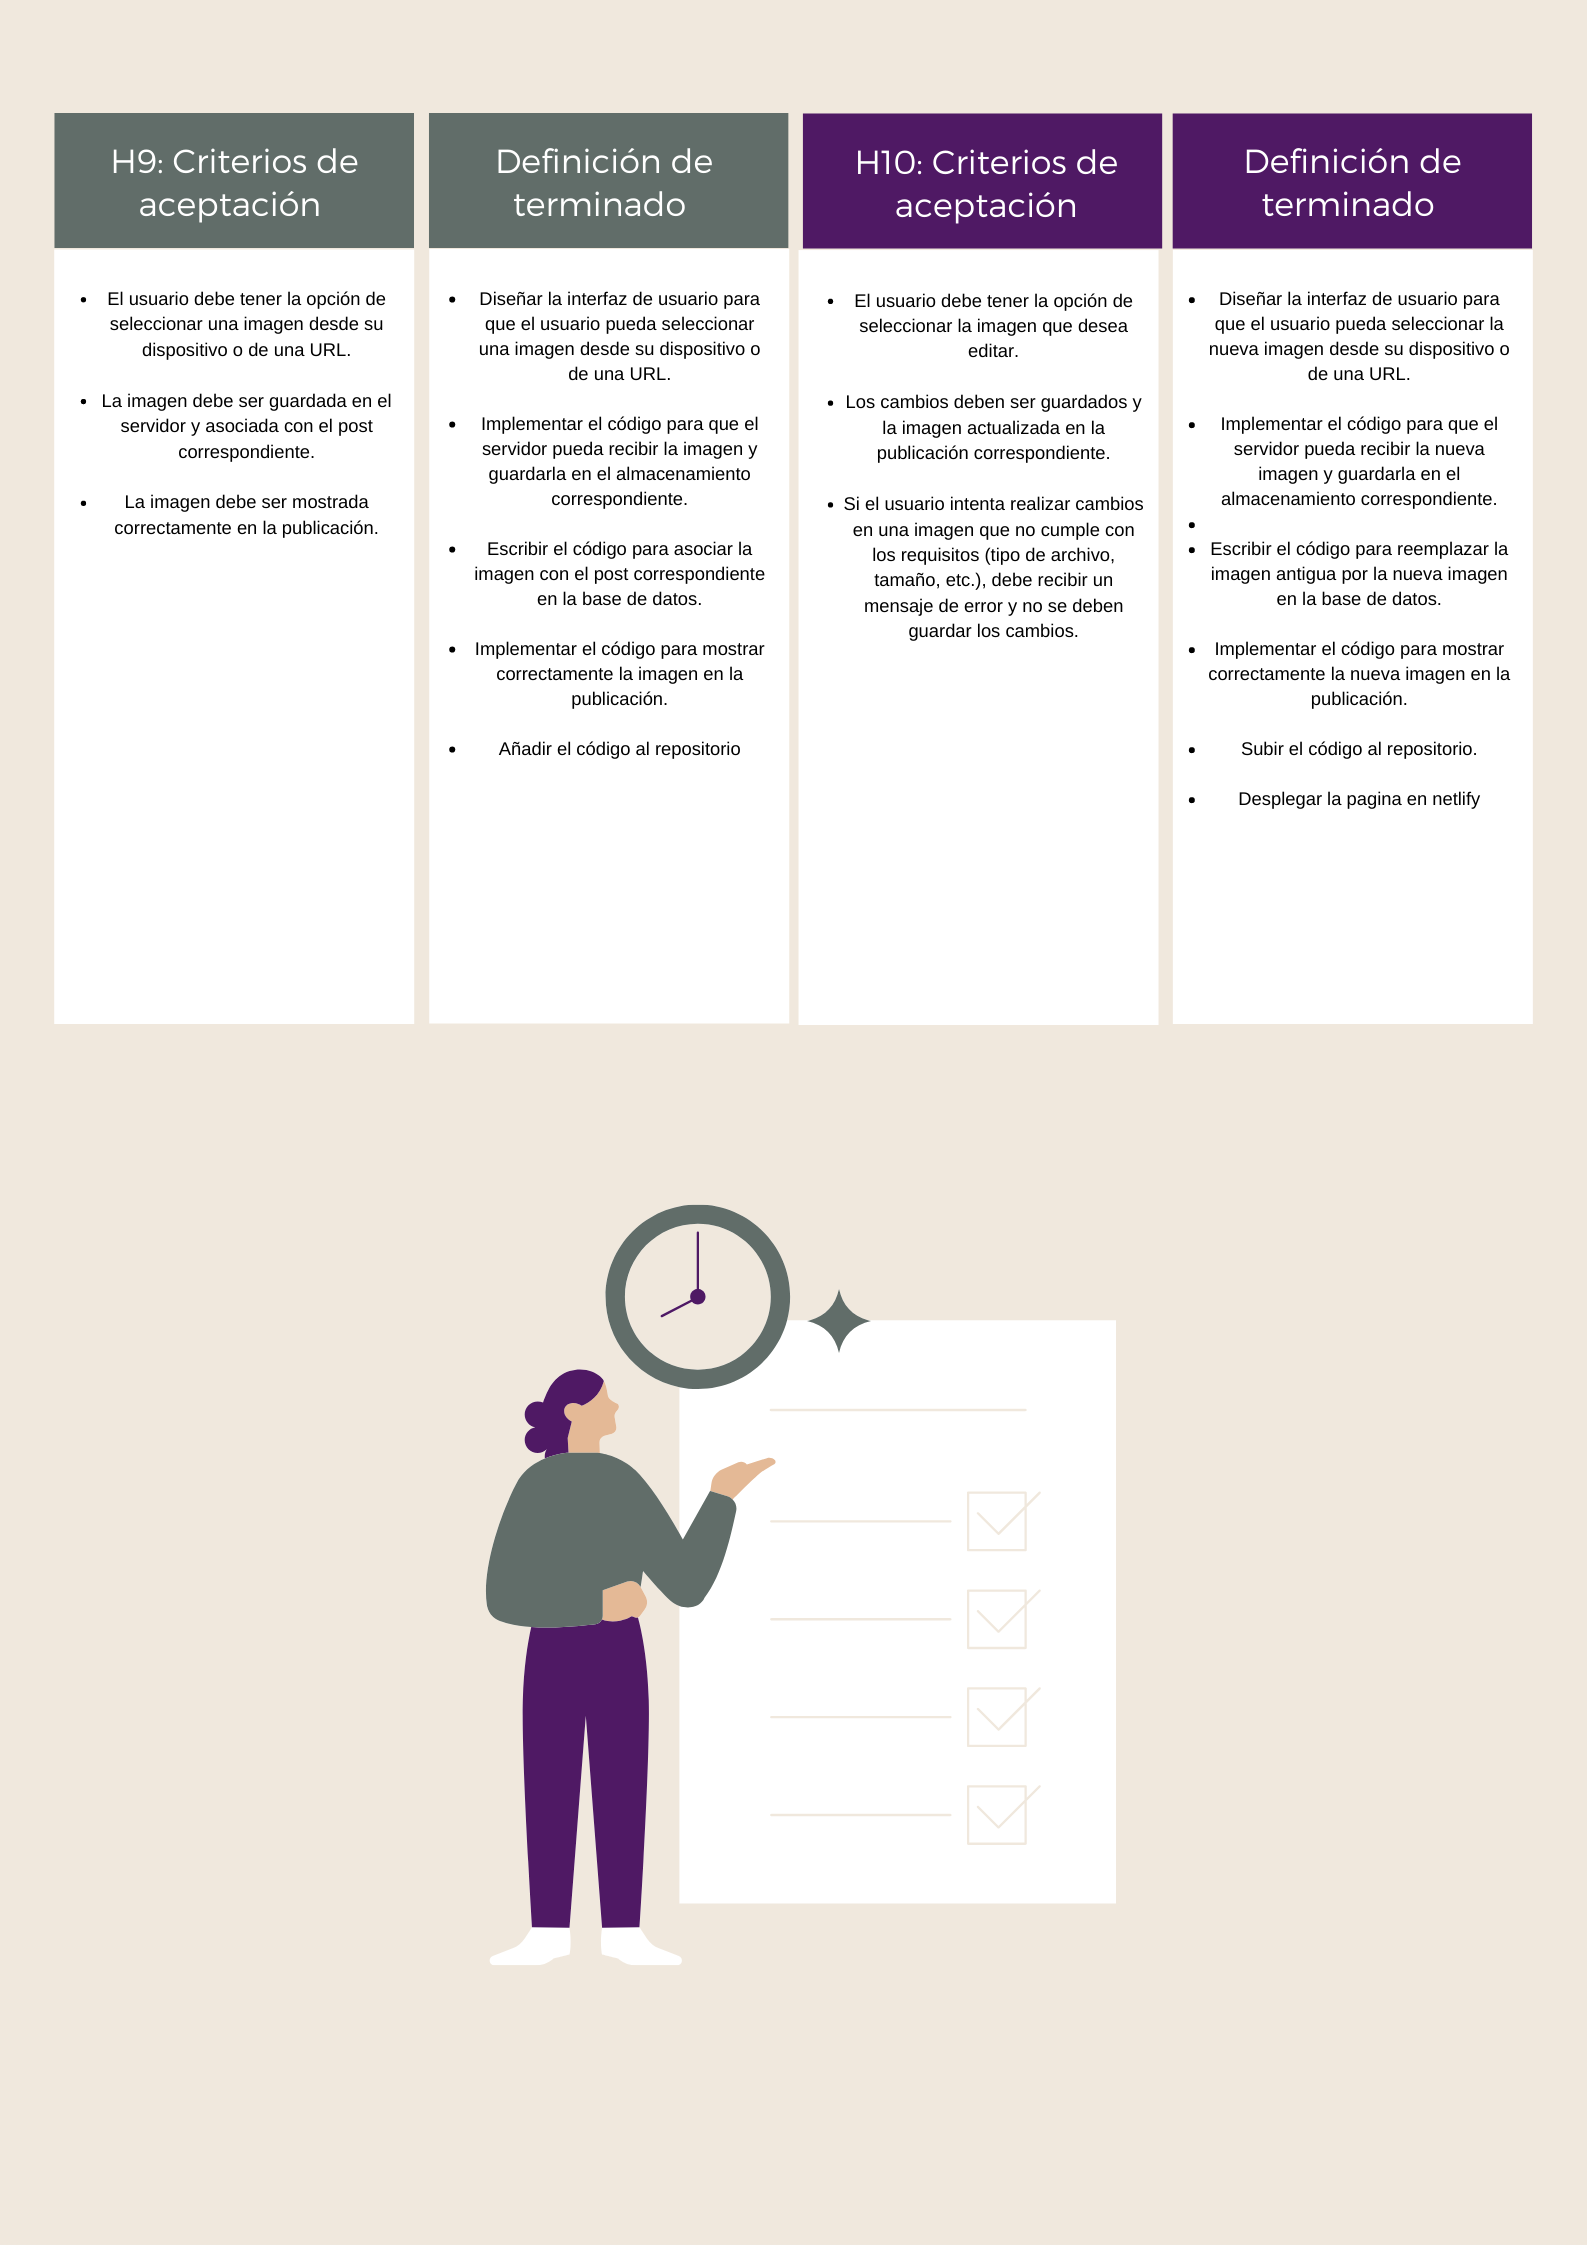 H9: Criterios de
aceptación
El usuario debe tener la opción de
seleccionar una imagen desde su
dispositivo o de una URL.
La imagen debe ser guardada en el
servidor y asociada con el post
correspondiente.
La imagen debe ser mostrada
correctamente en la publicación.
Definición de
terminado
Diseñar la interfaz de usuario para
que el usuario pueda seleccionar
una imagen desde su dispositivo o
de una URL.
Implementar el código para que el
servidor pueda recibir la imagen y
guardarla en el almacenamiento
correspondiente.
Escribir el código para asociar la
imagen con el post correspondiente
en la base de datos.
Implementar el código para mostrar
correctamente la imagen en la
publicación.
Añadir el código al repositorio
H10: Criterios de
aceptación
El usuario debe tener la opción de
seleccionar la imagen que desea
editar.
Los cambios deben ser guardados y
la imagen actualizada en la
publicación correspondiente.
Si el usuario intenta realizar cambios
en una imagen que no cumple con
los requisitos (tipo de archivo,
tamaño, etc.), debe recibir un
mensaje de error y no se deben
guardar los cambios.
Definición de
terminado
Diseñar la interfaz de usuario para
que el usuario pueda seleccionar la
nueva imagen desde su dispositivo o
de una URL.
Implementar el código para que el
servidor pueda recibir la nueva
imagen y guardarla en el
almacenamiento correspondiente.
Escribir el código para reemplazar la
imagen antigua por la nueva imagen
en la base de datos.
Implementar el código para mostrar
correctamente la nueva imagen en la
publicación.
Subir el código al repositorio.
Desplegar la pagina en netlify